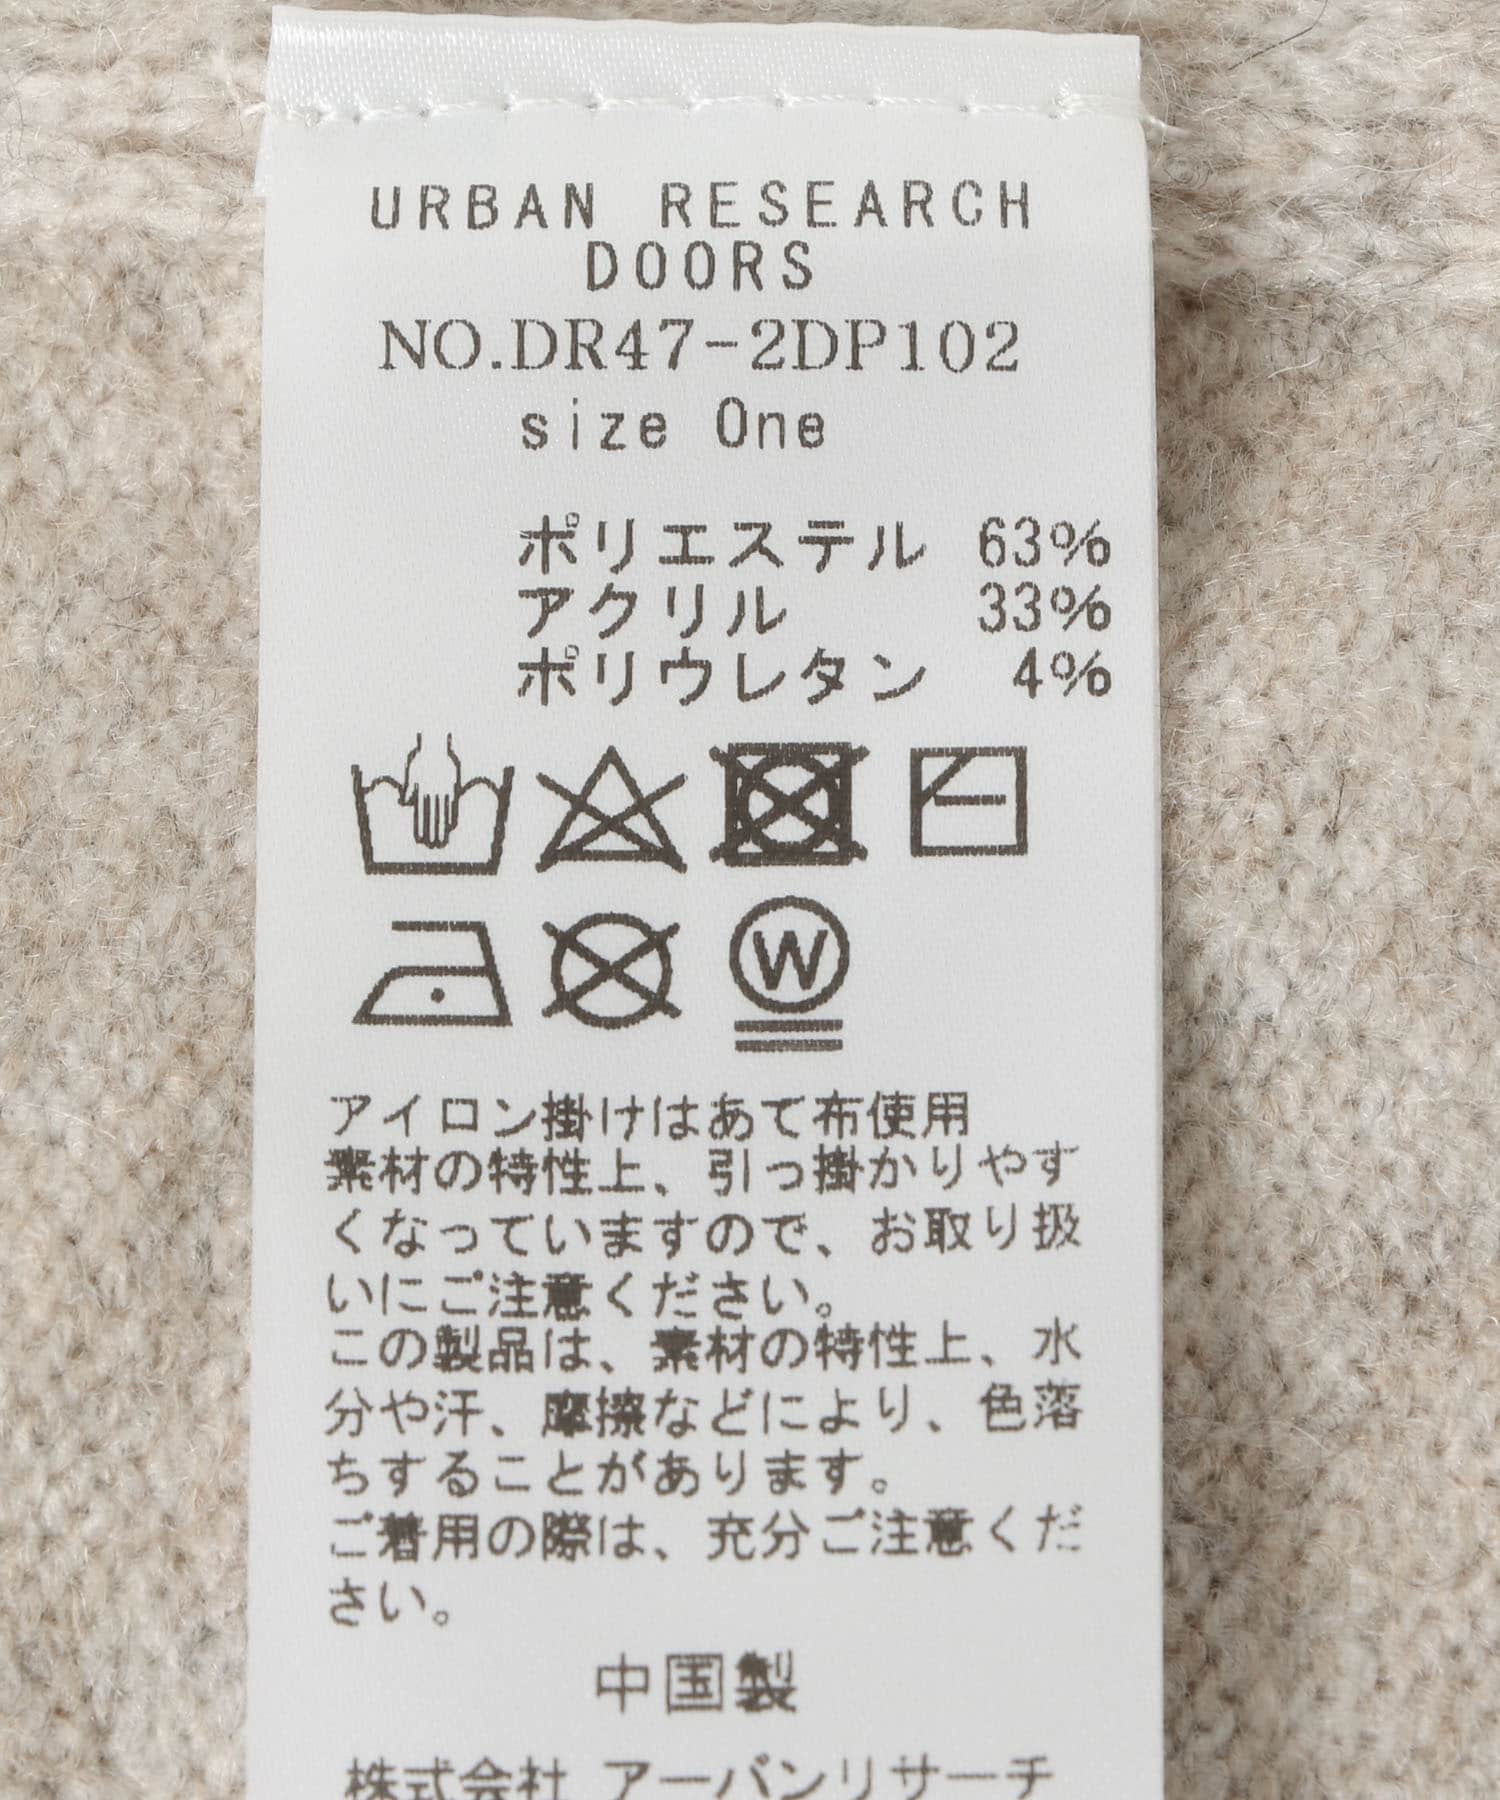 URBAN RESEARCH
DOORS
NO.DR47-2DP102
size One
ポリエステル 63%
アクリル 33%
ポリウレタン 4%
W
アイロン掛けはあて布使用
素材の特性上、引っ掛かりやす
くなっていますので、お取り扱
いにご注意ください。
この製品は、素材の特性上、水
分や汗、摩擦などにより、色落
ちすることがあります。
ご着用の際は、充分ご注意くだ
さい。
中国製
株式会社 アーバンリサーチ